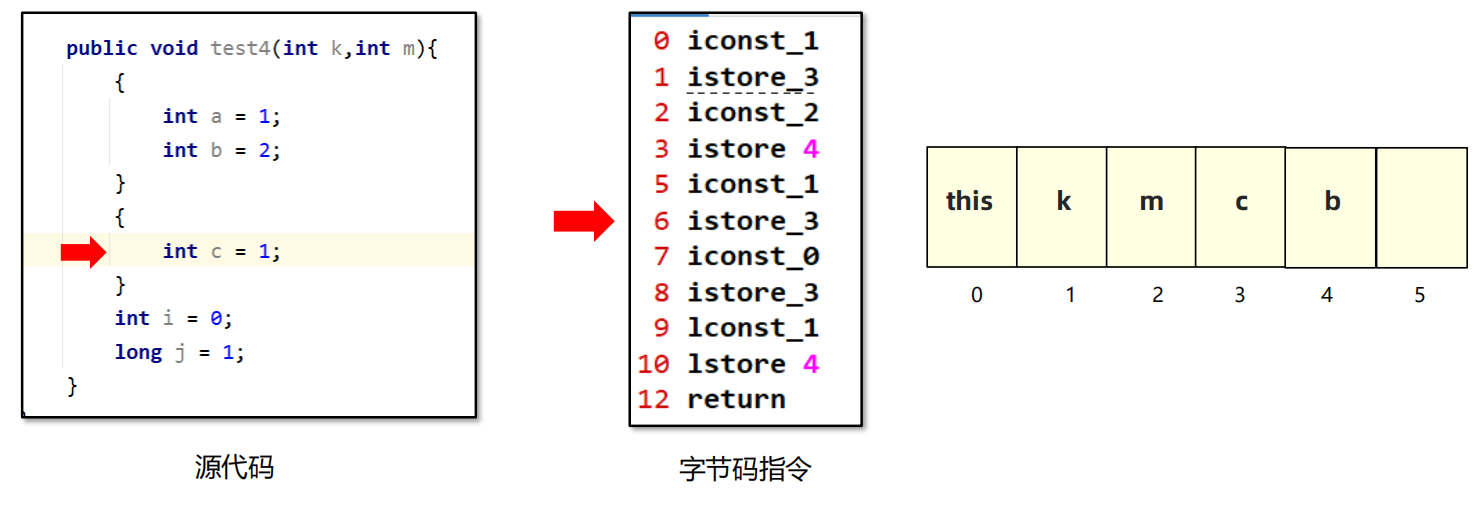 public void test4(int k,int m){
{
int a = 1;
int b = 2;
}
{
int c = 1;
}
int i = 0;
long j = 1;
}
源代码
0 iconst_1
1 istore_3
2 iconst_2
3 istore 4
5 iconst_1
6 istore_3
7 iconst_0
8 istore_3
9 lconst_1
10 lstore 4
12 return
字节码指令
this k m c b
0 1 2 3 4 5